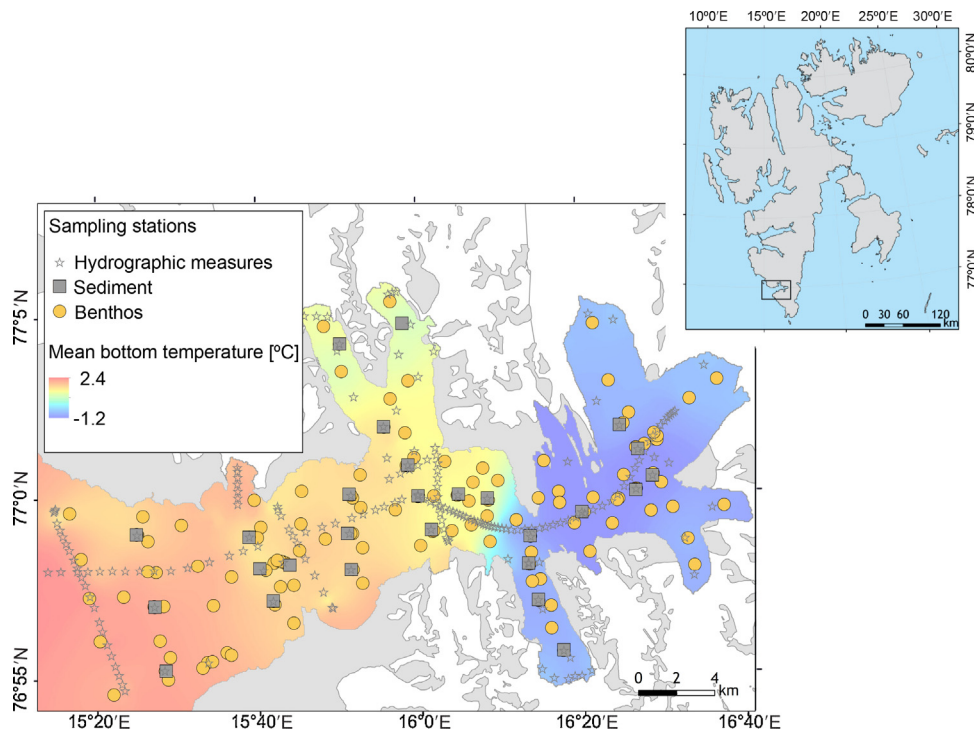 10°0′E 15°0′E 20°0′E 25°0′E 30°0′E
80°0′N
79°0′N
78°0′N
77°0′N
0 30 60 120
km
Sampling stations
Hydrographic measures
Sediment
Benthos
Mean bottom temperature [ºC]
2.4
-1.2
77°5′N
77°0′N
76°55′N
0 2 4
km
15°20′E 15°40′E 16°0′E 16°20′E 16°40′E